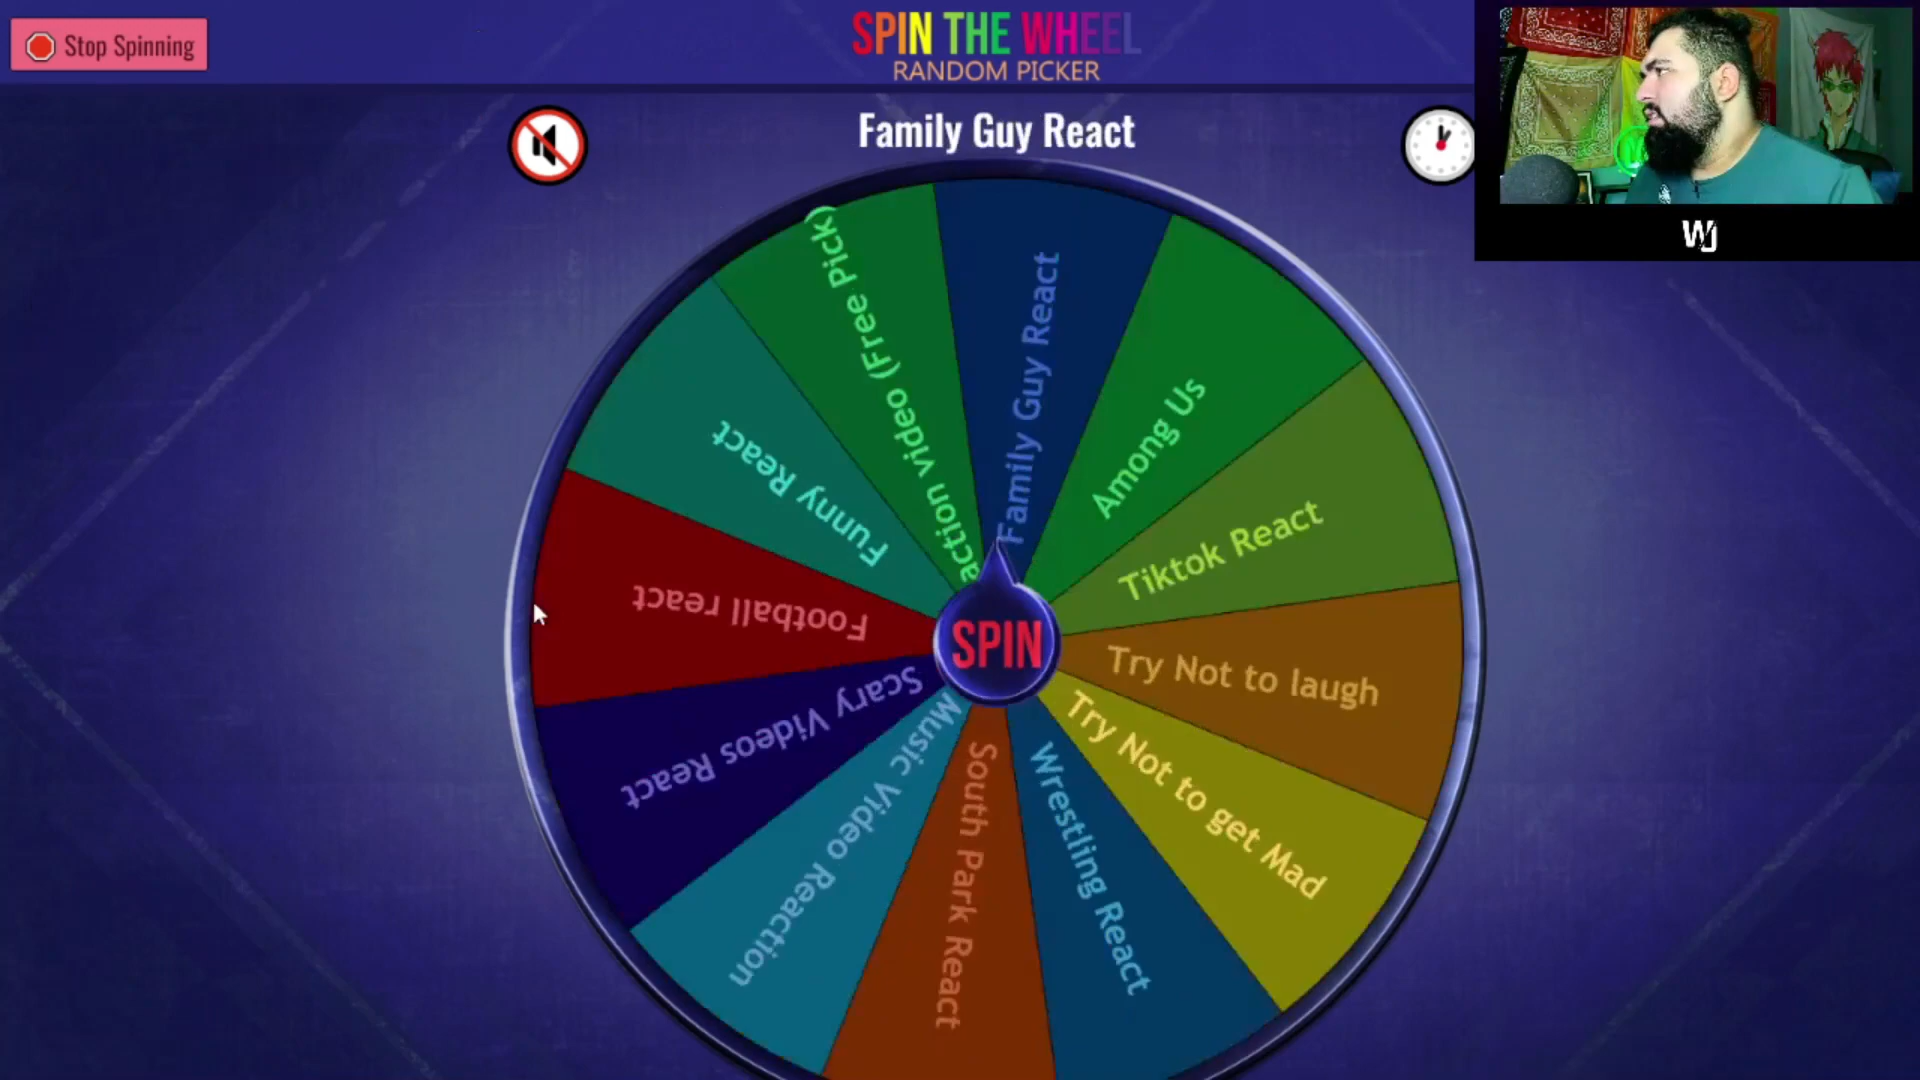 Stop Spinning
SPIN THE WHEEL
RANDOM PICKER
Family Guy React
WJ
Family Guy React
Among Us
Tiktok React
Try Not to laugh
Try Not to get Mad
Wrestling React
South Park React
Music Video Reaction
Scary Videos React
Football react
Funny React
action video (Free Pick)
SPIN